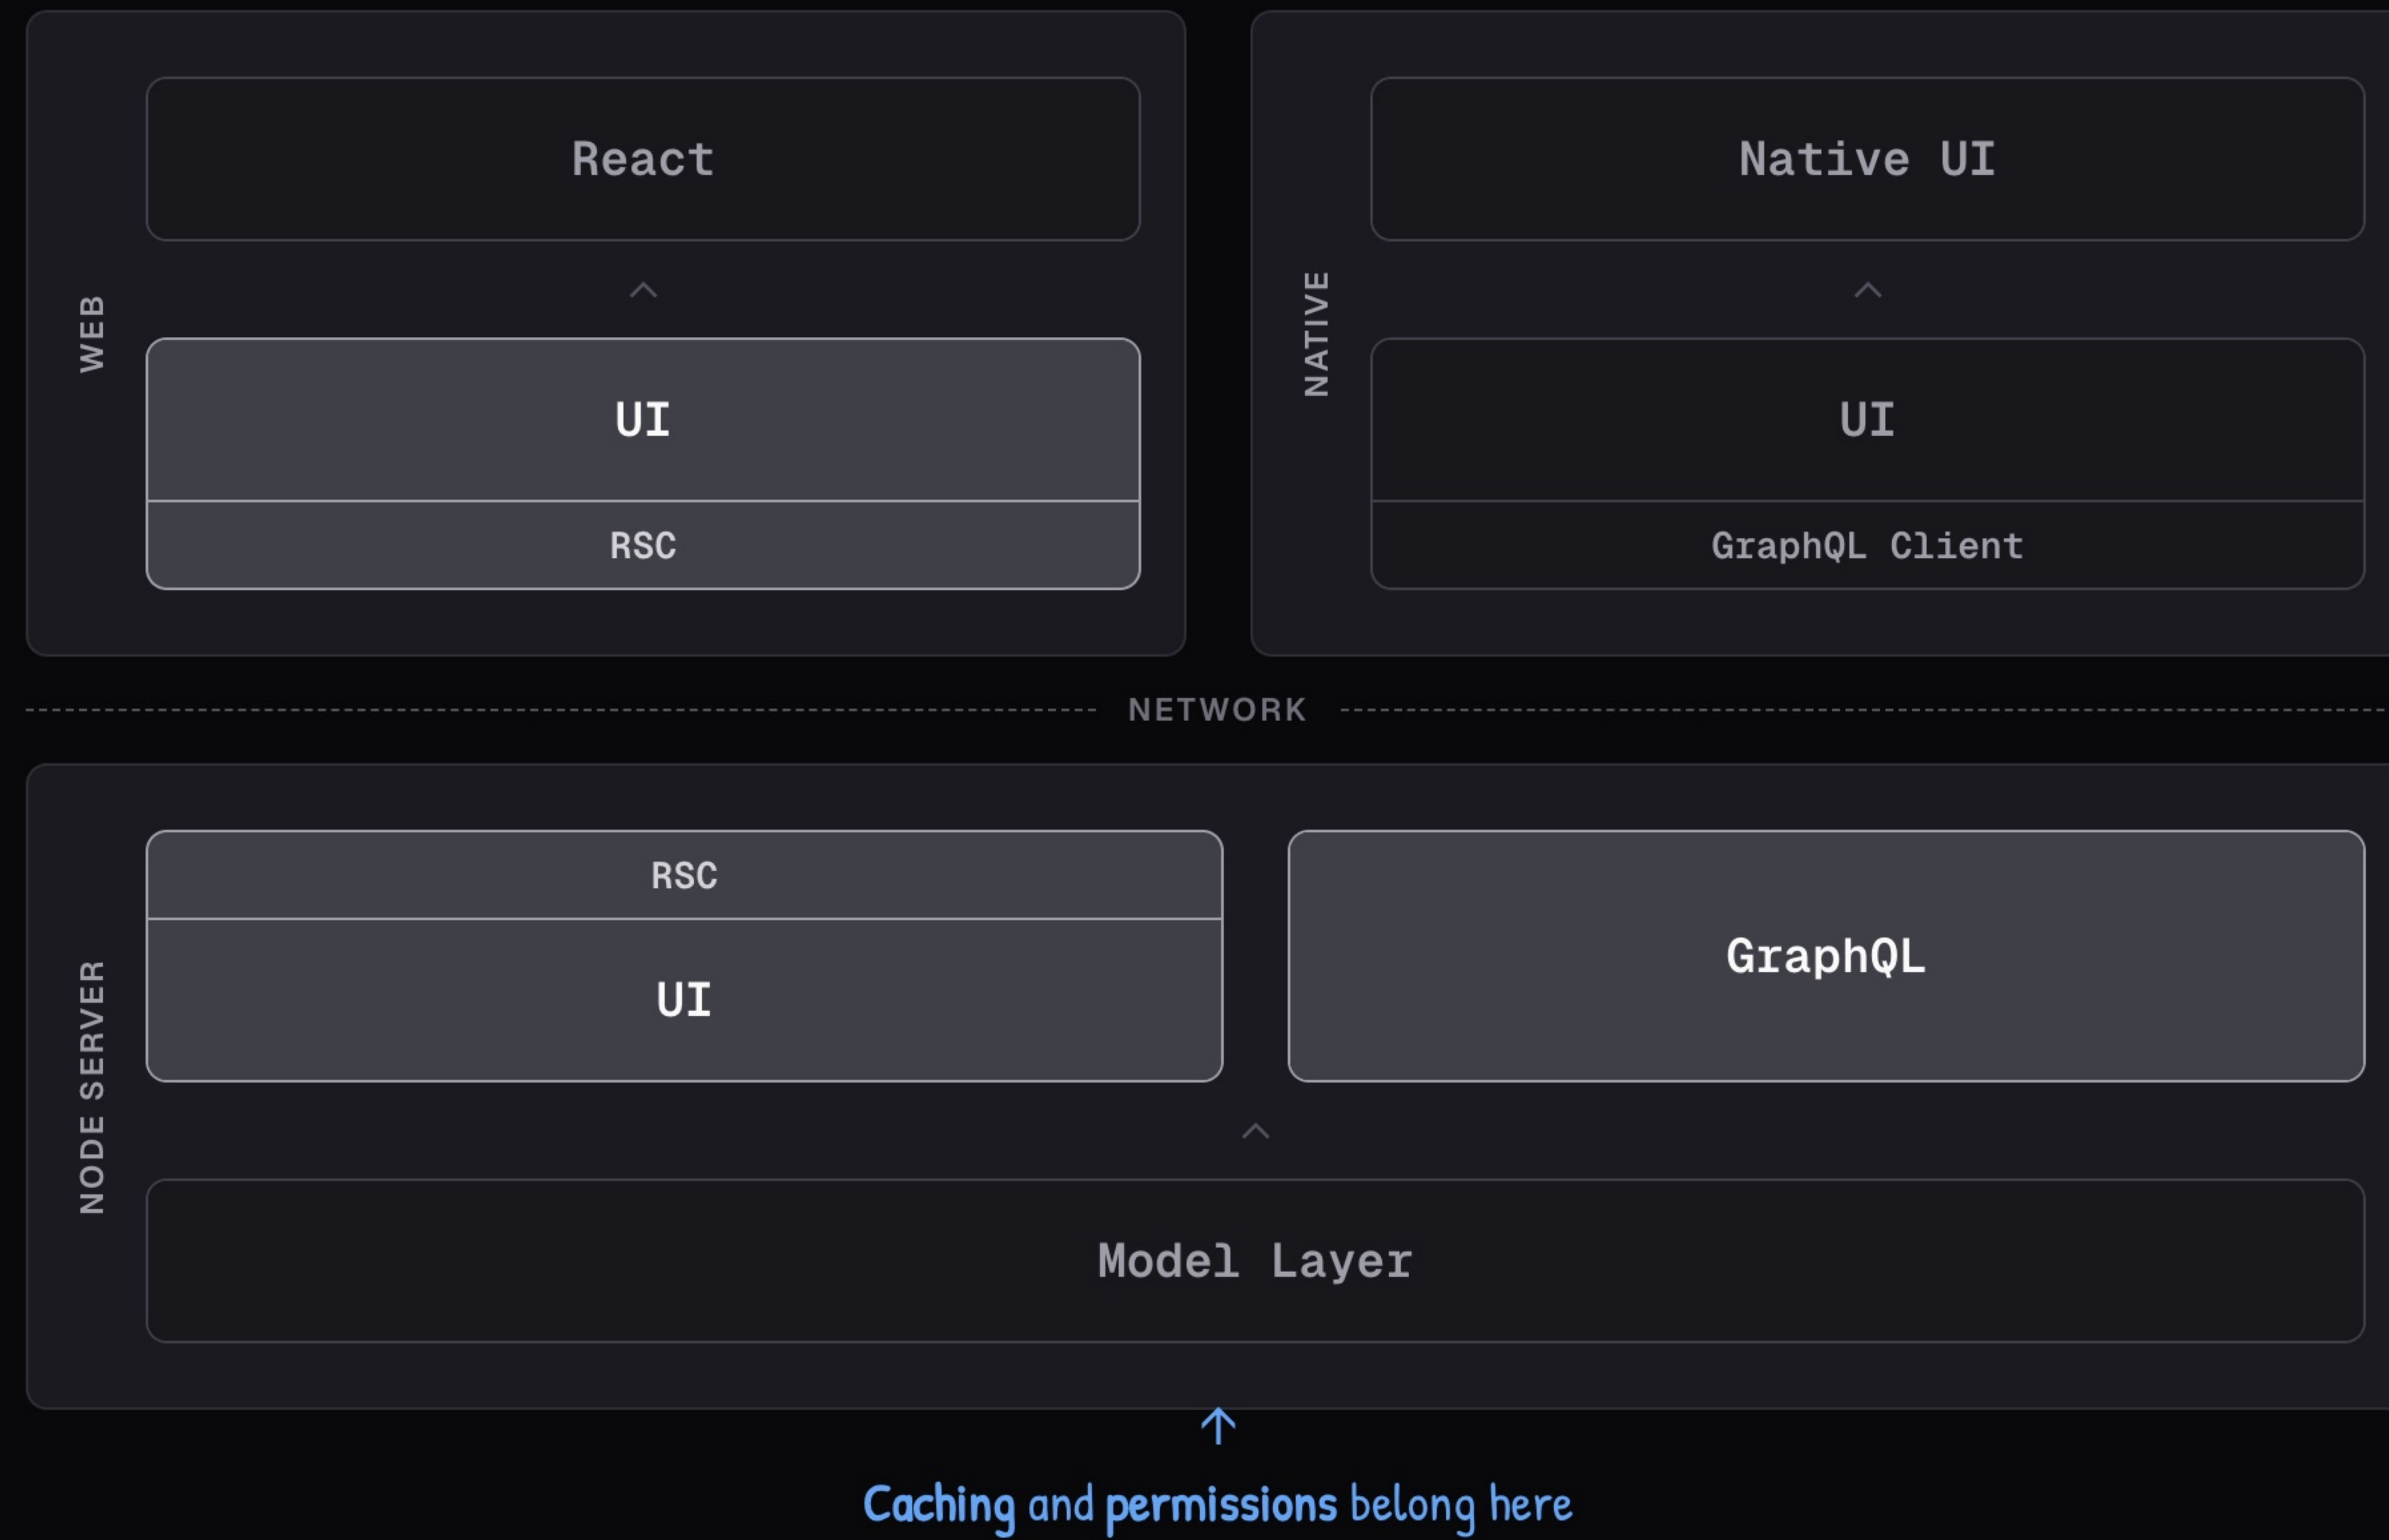 React
Native UI
WEB
NATIVE
UI
UI
RSC
GraphQL Client
NETWORK
NODE SERVER
RSC
UI
GraphQL
Model Layer
Caching and permissions belong here